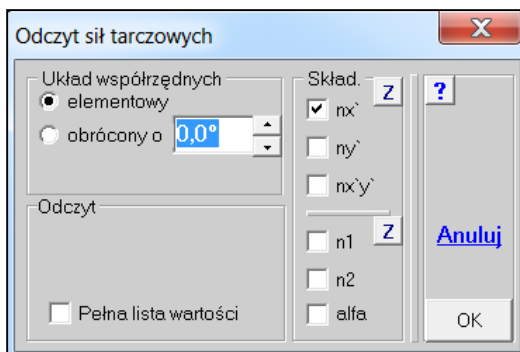 Odczyt sił tarczowych
X
Układ współrzędnych
elementowy
obrócony o 0,0°
Odczyt
Pełna lista wartości
Skład. Z
nx`
ny`
nx`y`
n1 Z
n2
alfa
?
Anuluj
OK